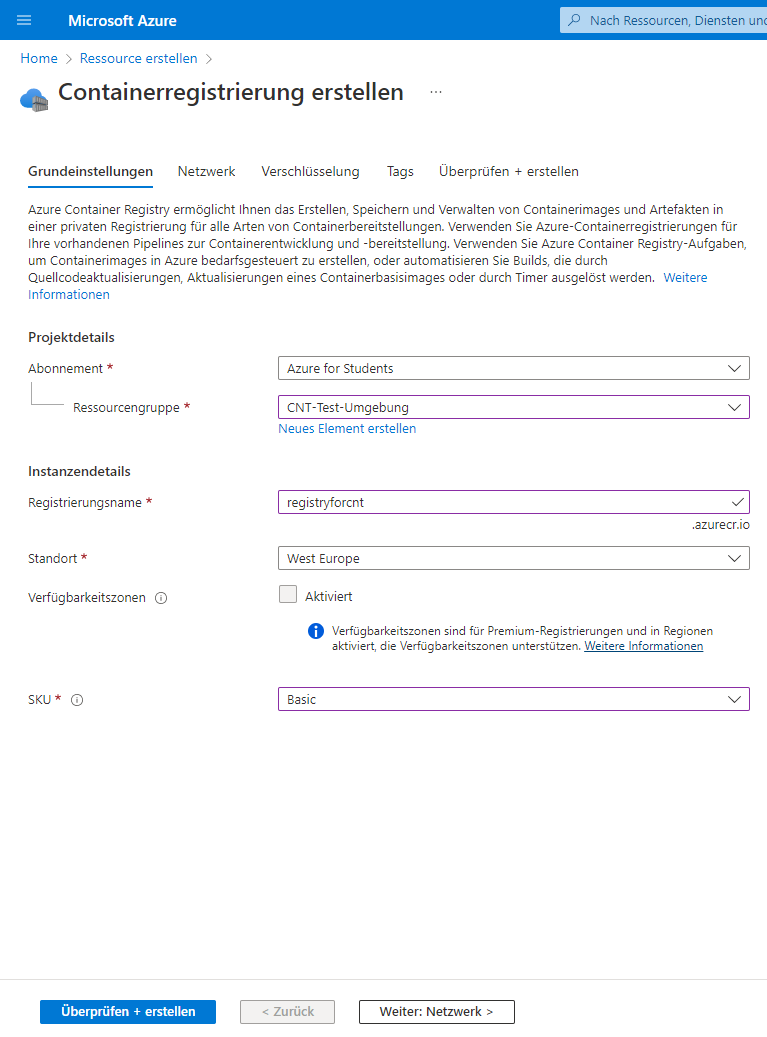 Microsoft Azure
Nach Ressourcen, Diensten und
Home > Ressource erstellen >
Containerregistrierung erstellen ...
Grundeinstellungen Netzwerk Verschlüsselung Tags Überprüfen + erstellen
Azure Container Registry ermöglicht Ihnen das Erstellen, Speichern und Verwalten von Containerimages und Artefakten in
einer privaten Registrierung für alle Arten von Containerbereitstellungen. Verwenden Sie Azure-Containerregistrierungen für
Ihre vorhandenen Pipelines zur Containerentwicklung und -bereitstellung. Verwenden Sie Azure Container Registry-Aufgaben,
um Containerimages in Azure bedarfsgesteuert zu erstellen, oder automatisieren Sie Builds, die durch
Quellcodeaktualisierungen, Aktualisierungen eines Containerbasisimages oder durch Timer ausgelöst werden. Weitere
Informationen
Projektdetails
Abonnement * Azure for Students
Ressourcengruppe * CNT-Test-Umgebung
Neues Element erstellen
Instanzendetails
Registrierungsname * registryforcnt
.azurecr.io
Standort * West Europe
Verfügbarkeitszonen Aktiviert
Verfügbarkeitszonen sind für Premium-Registrierungen und in Regionen
aktiviert, die Verfügbarkeitszonen unterstützen. Weitere Informationen
SKU * Basic
Überprüfen + erstellen < Zurück Weiter: Netzwerk >